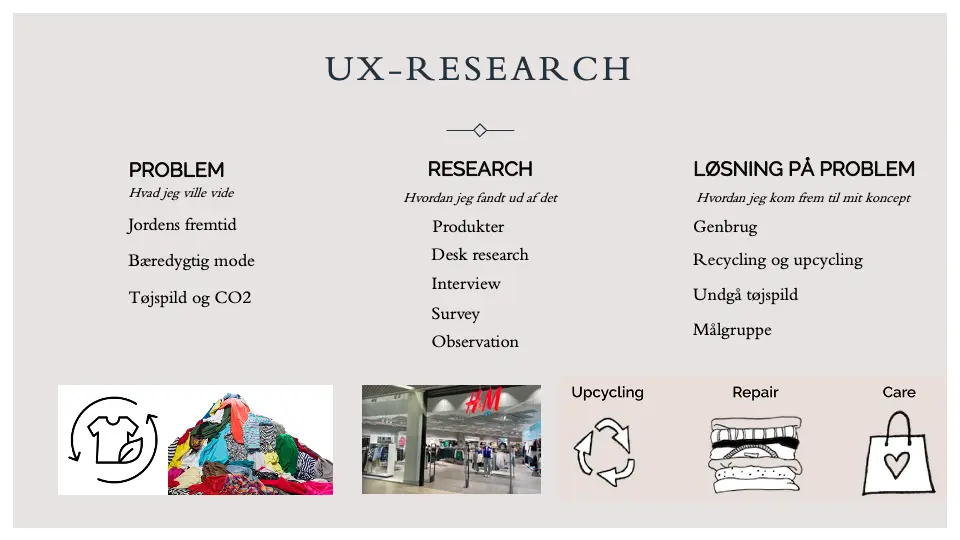 UX-RESEARCH
PROBLEM
Hvad jeg ville vide
Jordens fremtid
Bæredygtig mode
Tøjspild og CO2
RESEARCH
Hvordan jeg fandt ud af det
Produkter
Desk research
Interview
Survey
Observation
LØSNING PÅ PROBLEM
Hvordan jeg kom frem til mit koncept
Genbrug
Recycling og upcycling
Undgå tøjspild
Målgruppe
H&M
Upcycling
Repair
Care